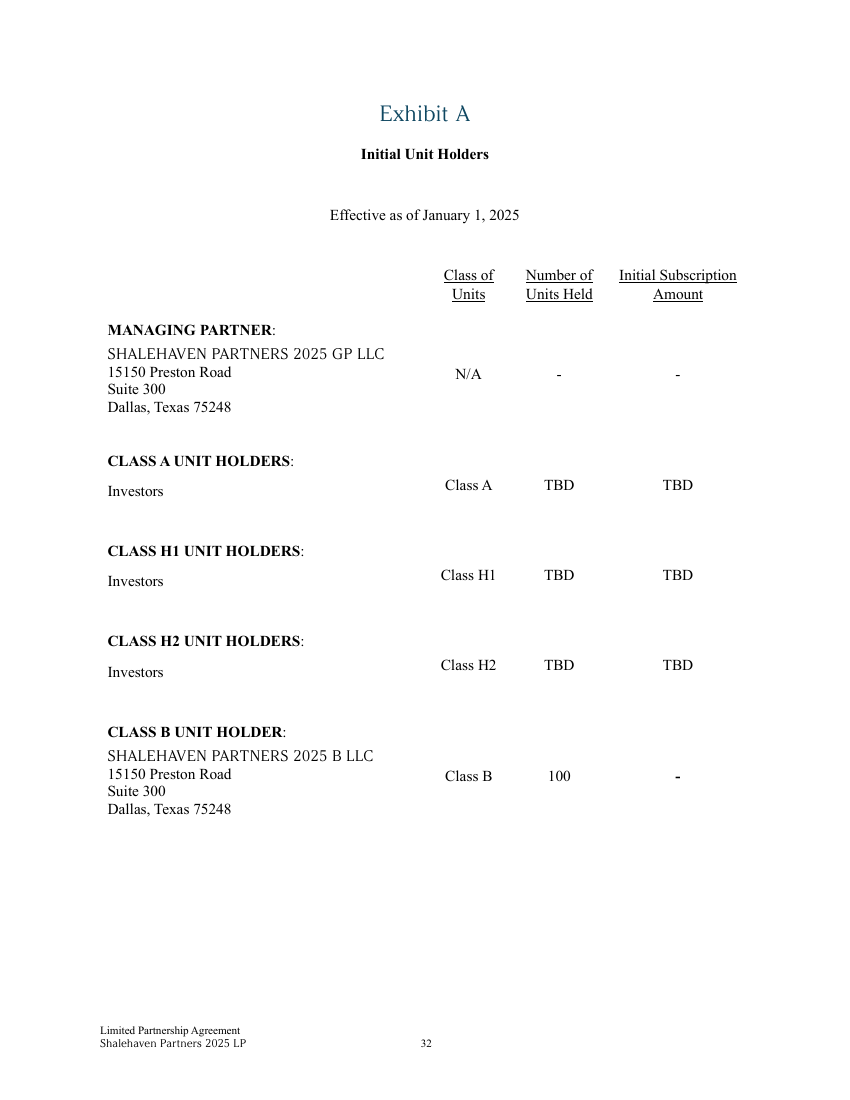 Exhibit A
Initial Unit Holders
Effective as of January 1, 2025
Class of Number of Initial Subscription
Units Units Held Amount
MANAGING PARTNER:
SHALEHAVEN PARTNERS 2025 GP LLC
15150 Preston Road
N/A - -
Suite 300
Dallas, Texas 75248
CLASS A UNIT HOLDERS:
Investors Class A TBD TBD
CLASS H1 UNIT HOLDERS:
Investors Class H1 TBD TBD
CLASS H2 UNIT HOLDERS:
Investors Class H2 TBD TBD
CLASS B UNIT HOLDER:
SHALEHAVEN PARTNERS 2025 B LLC
15150 Preston Road
Class B 100 -
Suite 300
Dallas, Texas 75248
Limited Partnership Agreement
Shalehaven Partners 2025 LP 32